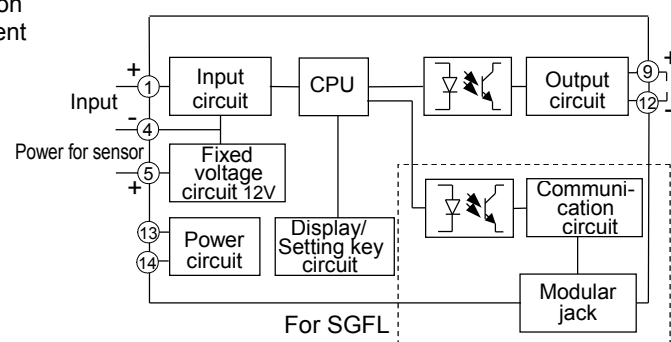 on
ent
Input
+
-
Power for sensor
+
1
4
5
13
14
Input
circuit
Fixed
voltage
circuit 12V
Power
circuit
CPU
Display/
Setting key
circuit
Output
circuit
9
12
+
-
Communi-
cation
circuit
Modular
jack
For SGFL